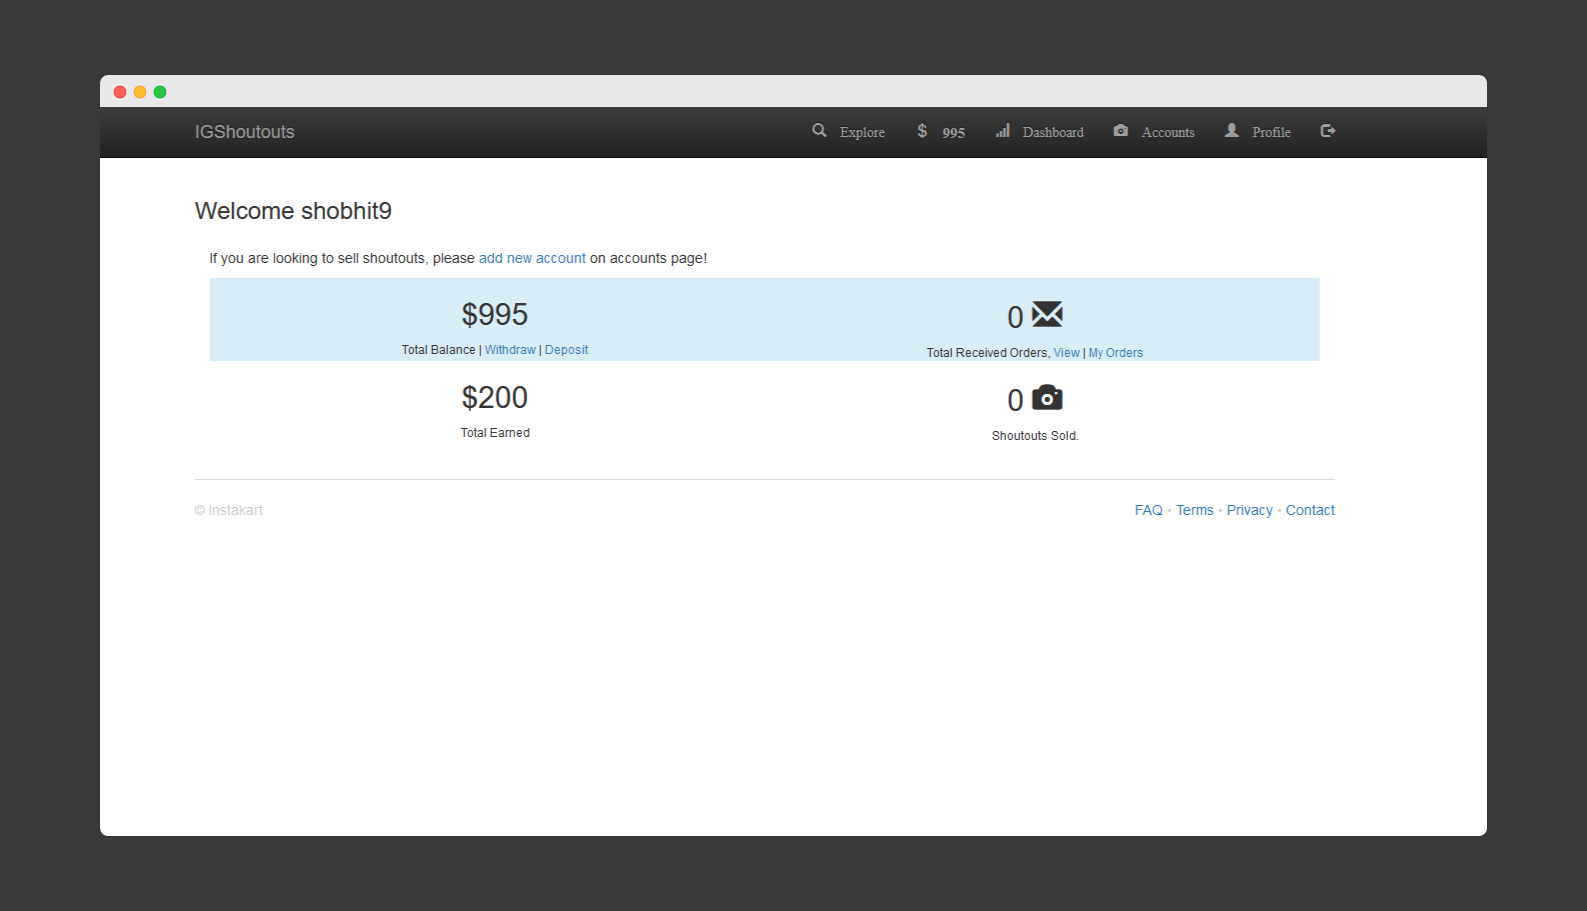 IGShoutouts Explore $ 995 Dashboard Accounts Profile
Welcome shobhit9
If you are looking to sell shoutouts, please add new account on accounts page!
$995
Total Balance | Withdraw | Deposit
0
Total Received Orders, View | My Orders
$200
Total Earned
0
Shoutouts Sold.
© Instakart
FAQ • Terms • Privacy • Contact